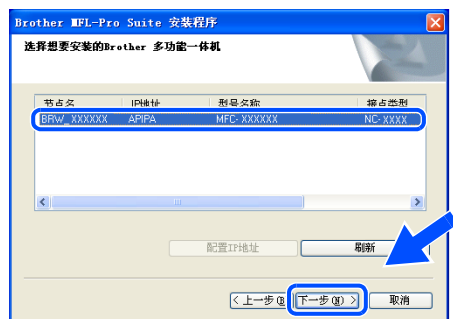 Brother MFL-Pro Suite 安装程序
选择想要安装的Brother 多功能一体机
节点名 IP地址 型号名称 接点类型
BRW_XXXXXX APIPA MFC-XXXXXX NC-XXXX
配置IP地址 刷新
<上一步(B 下一步(N) > 取消